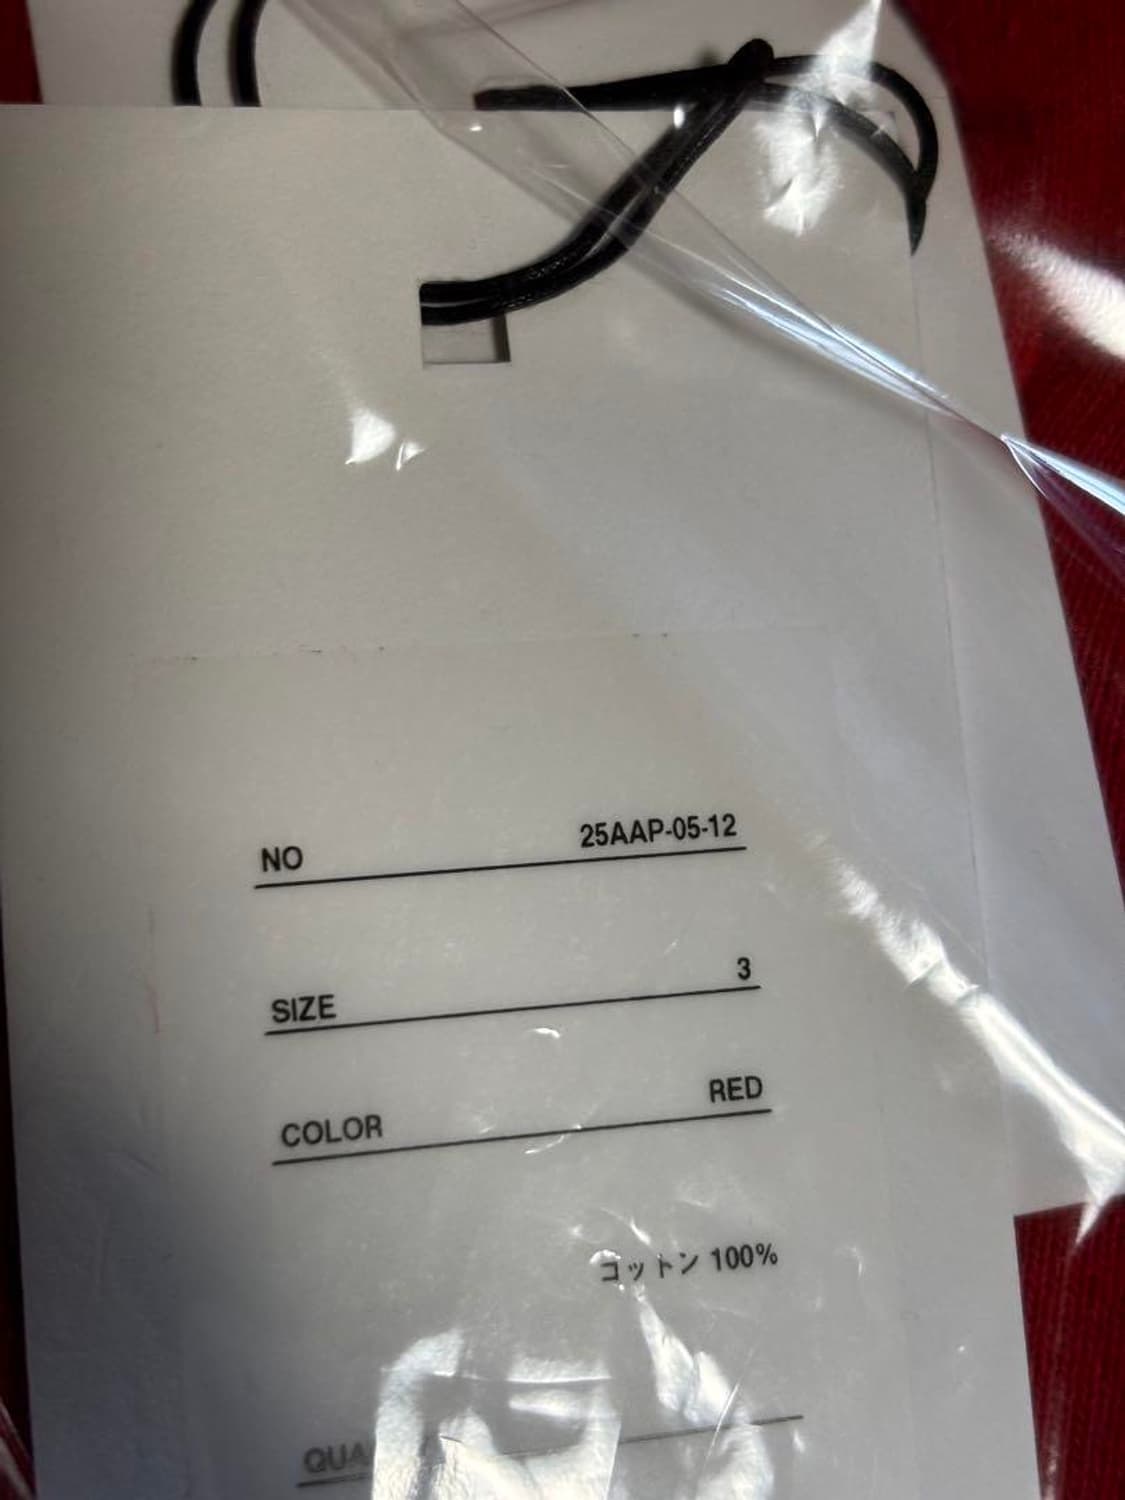 NO 25AAP-05-12
SIZE 3
COLOR RED
コットン 100%